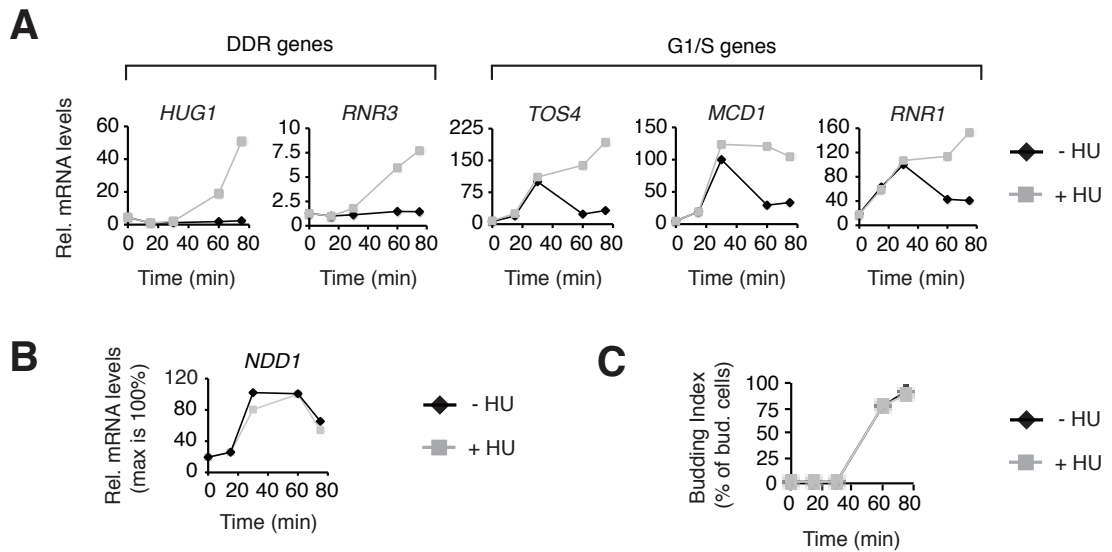 A
DDR genes
G1/S genes
Rel. mRNA levels
HUG1
RNR3
TOS4
MCD1
RNR1
60
40
20
0
0 20 40 60 80
Time (min)
10
7.5
5
2.5
0
0 20 40 60 80
Time (min)
225
150
75
0
0 20 40 60 80
Time (min)
150
100
50
0
0 20 40 60 80
Time (min)
160
120
80
40
0
0 20 40 60 80
Time (min)
- HU
+ HU
B
NDD1
Rel. mRNA levels
(max is 100%)
120
80
40
0
0 20 40 60 80
Time (min)
- HU
+ HU
C
Budding Index
(% of bud. cells)
100
75
50
25
0
0 20 40 60 80
Time (min)
- HU
+ HU